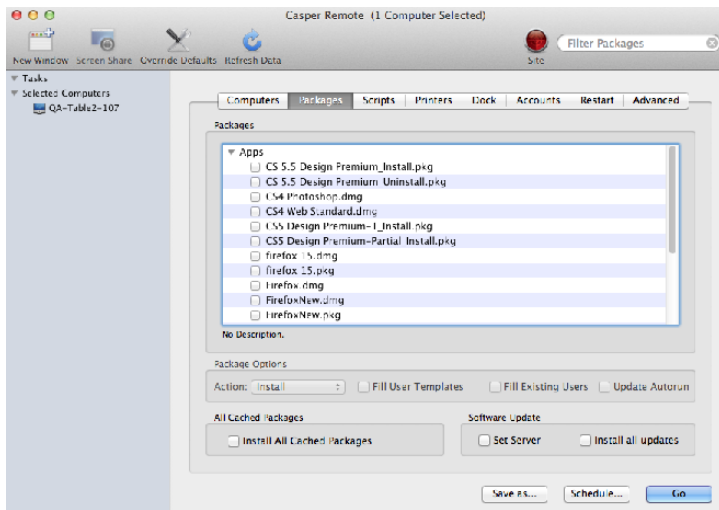 Casper Remote (1 Computer Selected)
New Window Screen Share Override Defaults Refresh Data Site Filter Packages
Tasks
Selected Computers
QA-Table2-107
Computers Packages Scripts Printers Dock Accounts Restart Advanced
Packages
Apps
CS 5.5 Design Premium_Install.pkg
CS 5.5 Design Premium_Uninstall.pkg
CS4 Photoshop.dmg
CS4 Web Standard.dmg
CS5 Design Premium-1_Install.pkg
CS5 Design Premium-Partial_Install.pkg
firefox 15.dmg
firefox 15.pkg
Firefox.dmg
FirefoxNew.dmg
FirefoxNew.pkg
No Description.
Package Options
Action: Install Fill User Templates Fill Existing Users Update Autorun
All Cached Packages Software Update
Install All Cached Packages Set Server Install all updates
Save as... Schedule... Go